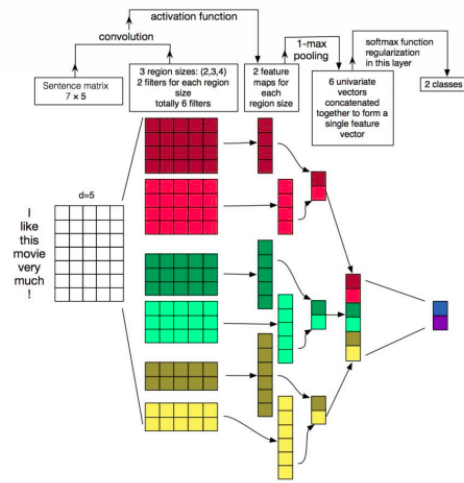 activation function
convolution
1-max
pooling
softmax function
regularization
in this layer
Sentence matrix
7 × 5
3 region sizes: (2,3,4)
2 filters for each region
size
totally 6 filters
2 feature
maps for
each
region size
6 univariate
vectors
concatenated
together to form a
single feature
vector
2 classes
d=5
I
like
this
movie
very
much
!